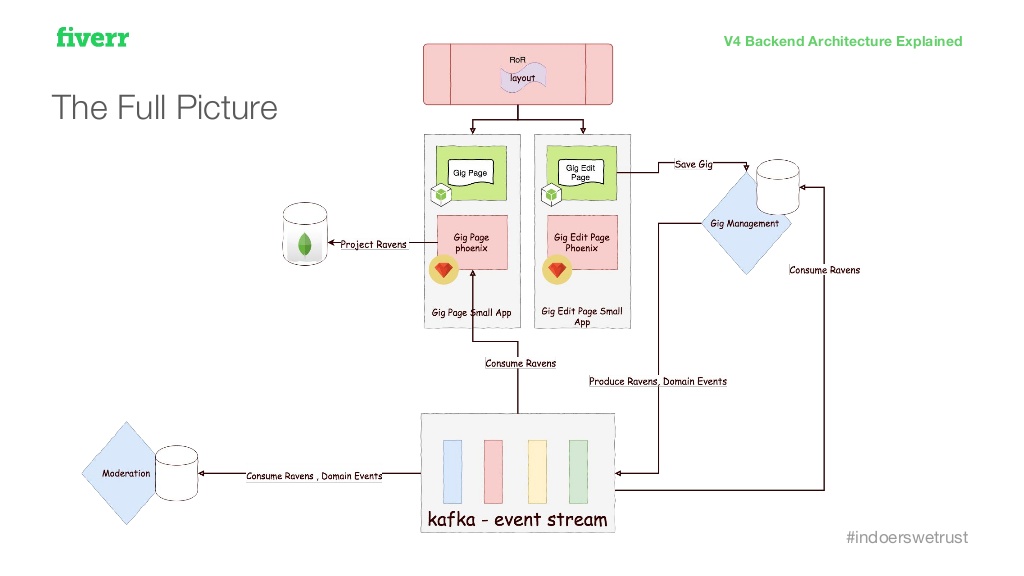 fiverr
V4 Backend Architecture Explained
The Full Picture
RoR
layout
Gig Page
Gig Edit
Page
Save Gig
Gig Management
Project Ravens
Gig Page
phoenix
Gig Edit Page
Phoenix
Consume Ravens
Gig Page Small App
Gig Edit Page Small
App
Consume Ravens
Produce Ravens, Domain Events
Moderation
Consume Ravens , Domain Events
kafka - event stream
#indoerswetrust